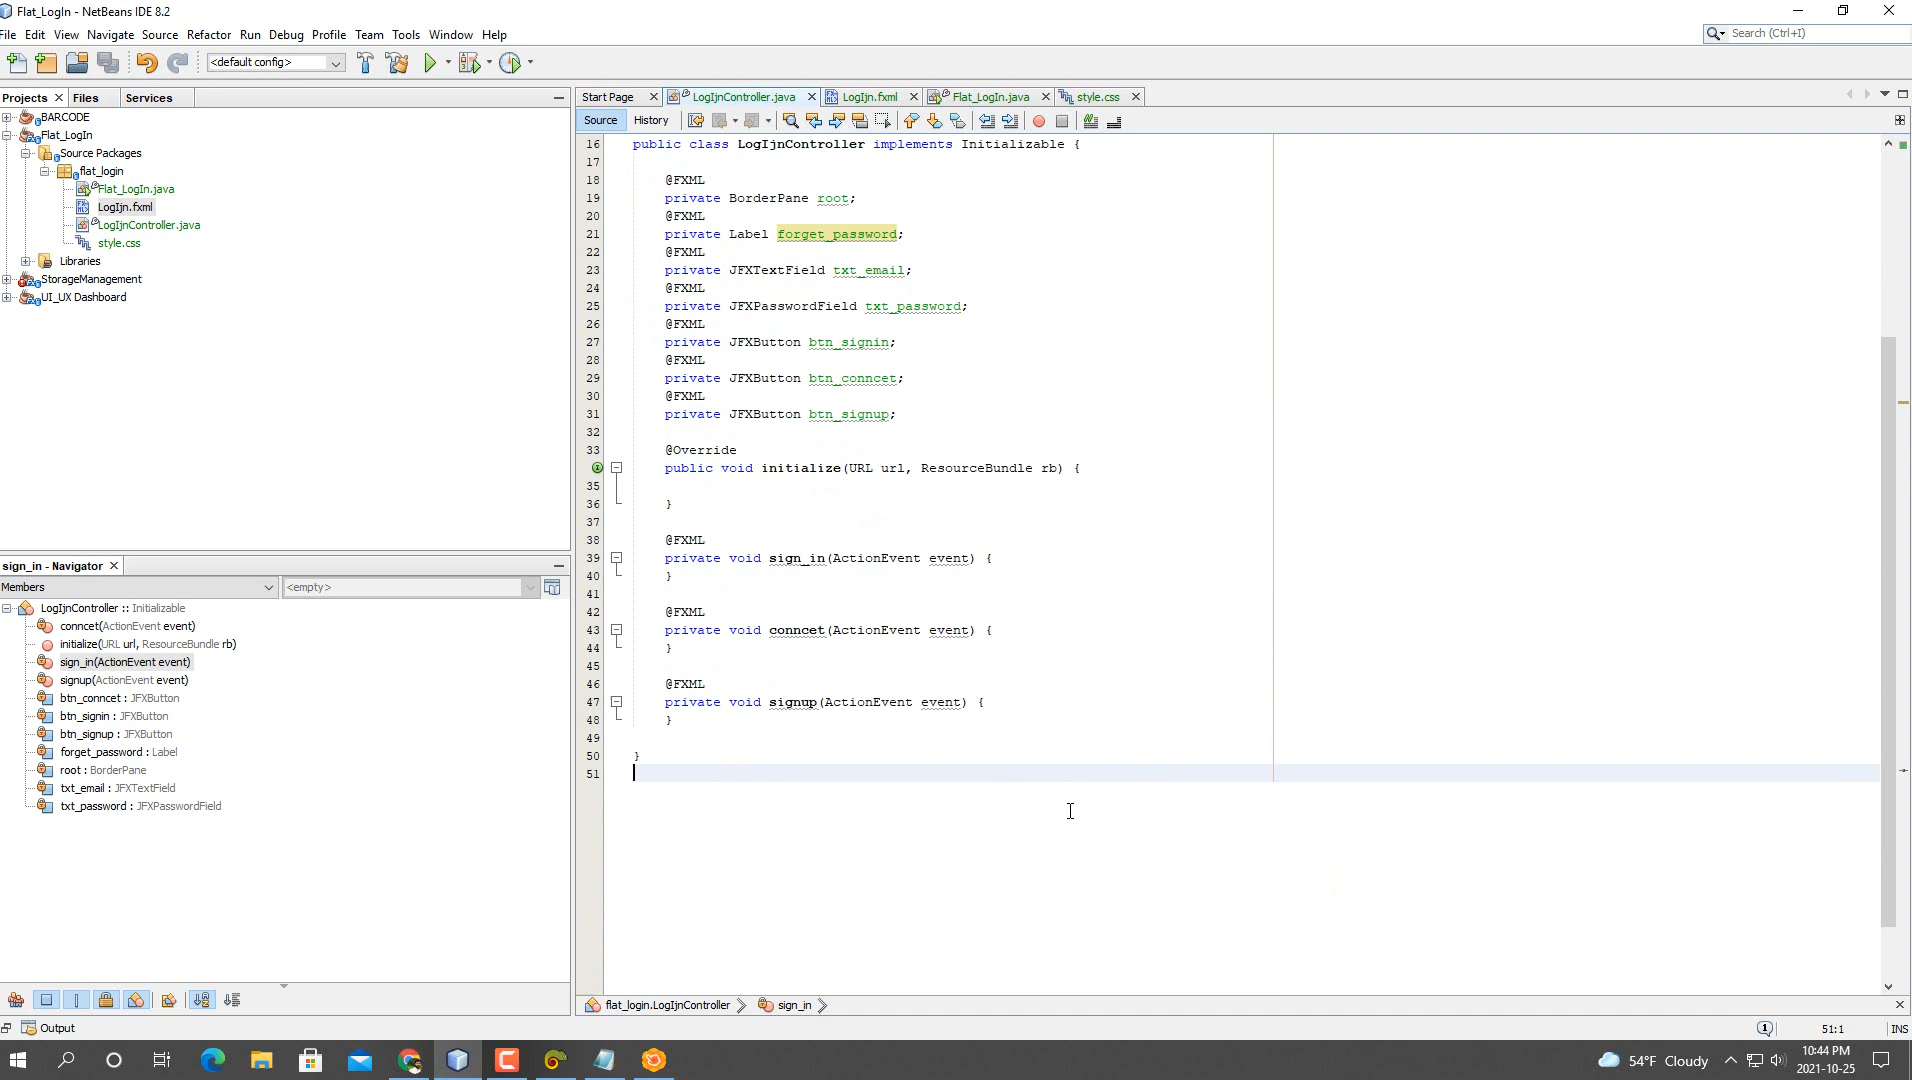 Flat_LogIn - NetBeans IDE 8.2
File Edit View Navigate Source Refactor Run Debug Profile Team Tools Window Help
Search (Ctrl+I)
<default config>
Projects Files Services
Start Page LogIjnController.java LogIjn.fxml Flat_LogIn.java style.css
Source History
BARCODE
Flat_LogIn
Source Packages
flat_login
Flat_LogIn.java
LogIjn.fxml
LogIjnController.java
style.css
Libraries
StorageManagement
UI_UX Dashboard
sign_in - Navigator
Members
<empty>
LogIjnController :: Initializable
conncet(ActionEvent event)
initialize(URL url, ResourceBundle rb)
sign_in(ActionEvent event)
signup(ActionEvent event)
btn_conncet : JFXButton
btn_signin : JFXButton
btn_signup : JFXButton
forget_password : Label
root : BorderPane
txt_email : JFXTextField
txt_password : JFXPasswordField
16 public class LogIjnController implements Initializable {
17
18 @FXML
19 private BorderPane root;
20 @FXML
21 private Label forget_password;
22 @FXML
23 private JFXTextField txt_email;
24 @FXML
25 private JFXPasswordField txt_password;
26 @FXML
27 private JFXButton btn_signin;
28 @FXML
29 private JFXButton btn_conncet;
30 @FXML
31 private JFXButton btn_signup;
32
33 @Override
public void initialize(URL url, ResourceBundle rb) {
35
36 }
37
38 @FXML
39 private void sign_in(ActionEvent event) {
40 }
41
42 @FXML
43 private void conncet(ActionEvent event) {
44 }
45
46 @FXML
47 private void signup(ActionEvent event) {
48 }
49
50 }
51
flat_login.LogIjnController sign_in
Output
1
51:1
INS
54°F Cloudy
10:44 PM
2021-10-25